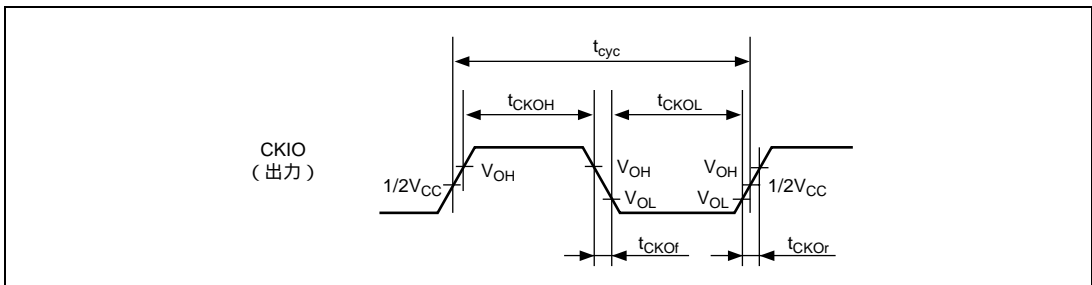 tcyc
tCKOH tCKOL
CKIO
(出力)
1/2VCC VOH VOH VOL VOH VOL 1/2VCC
tCKOf tCKOr